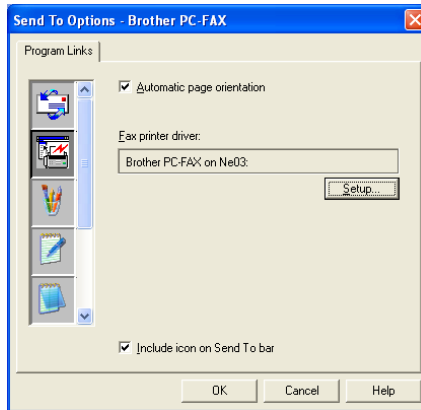 Send To Options - Brother PC-FAX
Program Links
Automatic page orientation
Fax printer driver:
Brother PC-FAX on Ne03:
Setup...
Include icon on Send To bar
OK Cancel Help